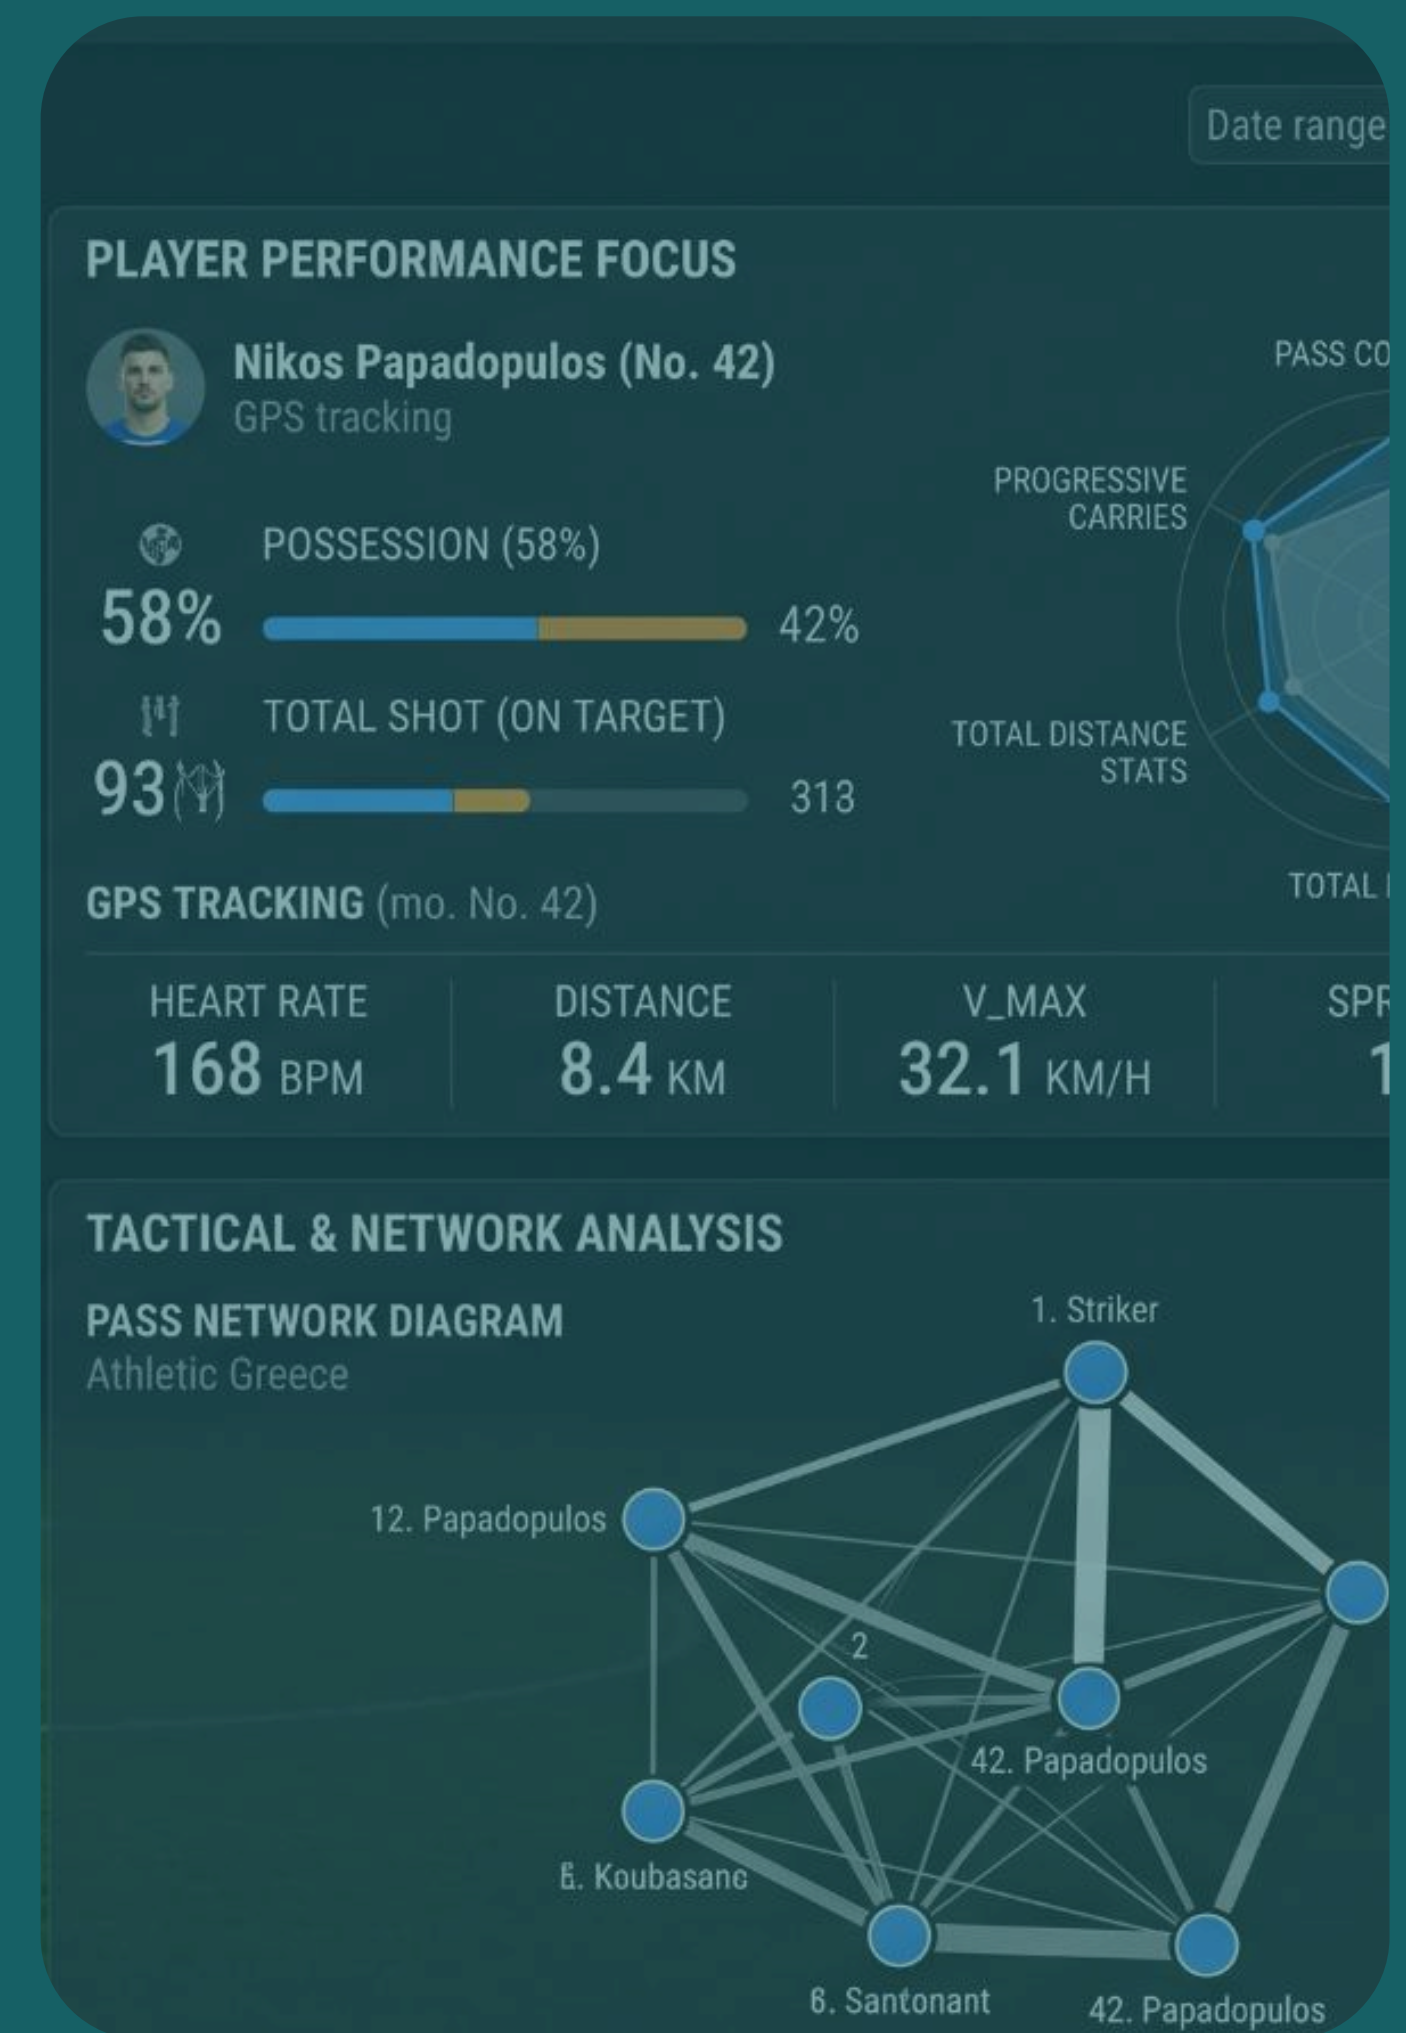 Date range
PLAYER PERFORMANCE FOCUS
Nikos Papadopulos (No. 42)
GPS tracking
PASS CO
PROGRESSIVE
CARRIES
POSSESSION (58%)
58%
42%
TOTAL SHOT (ON TARGET)
93
313
TOTAL DISTANCE
STATS
TOTAL
GPS TRACKING (mo. No. 42)
HEART RATE
168 BPM
DISTANCE
8.4 KM
V_MAX
32.1 KM/H
SPR
1
TACTICAL & NETWORK ANALYSIS
PASS NETWORK DIAGRAM
Athletic Greece
1. Striker
12. Papadopulos
2
42. Papadopulos
Koubasane
6. Santonant
42. Papadopulos